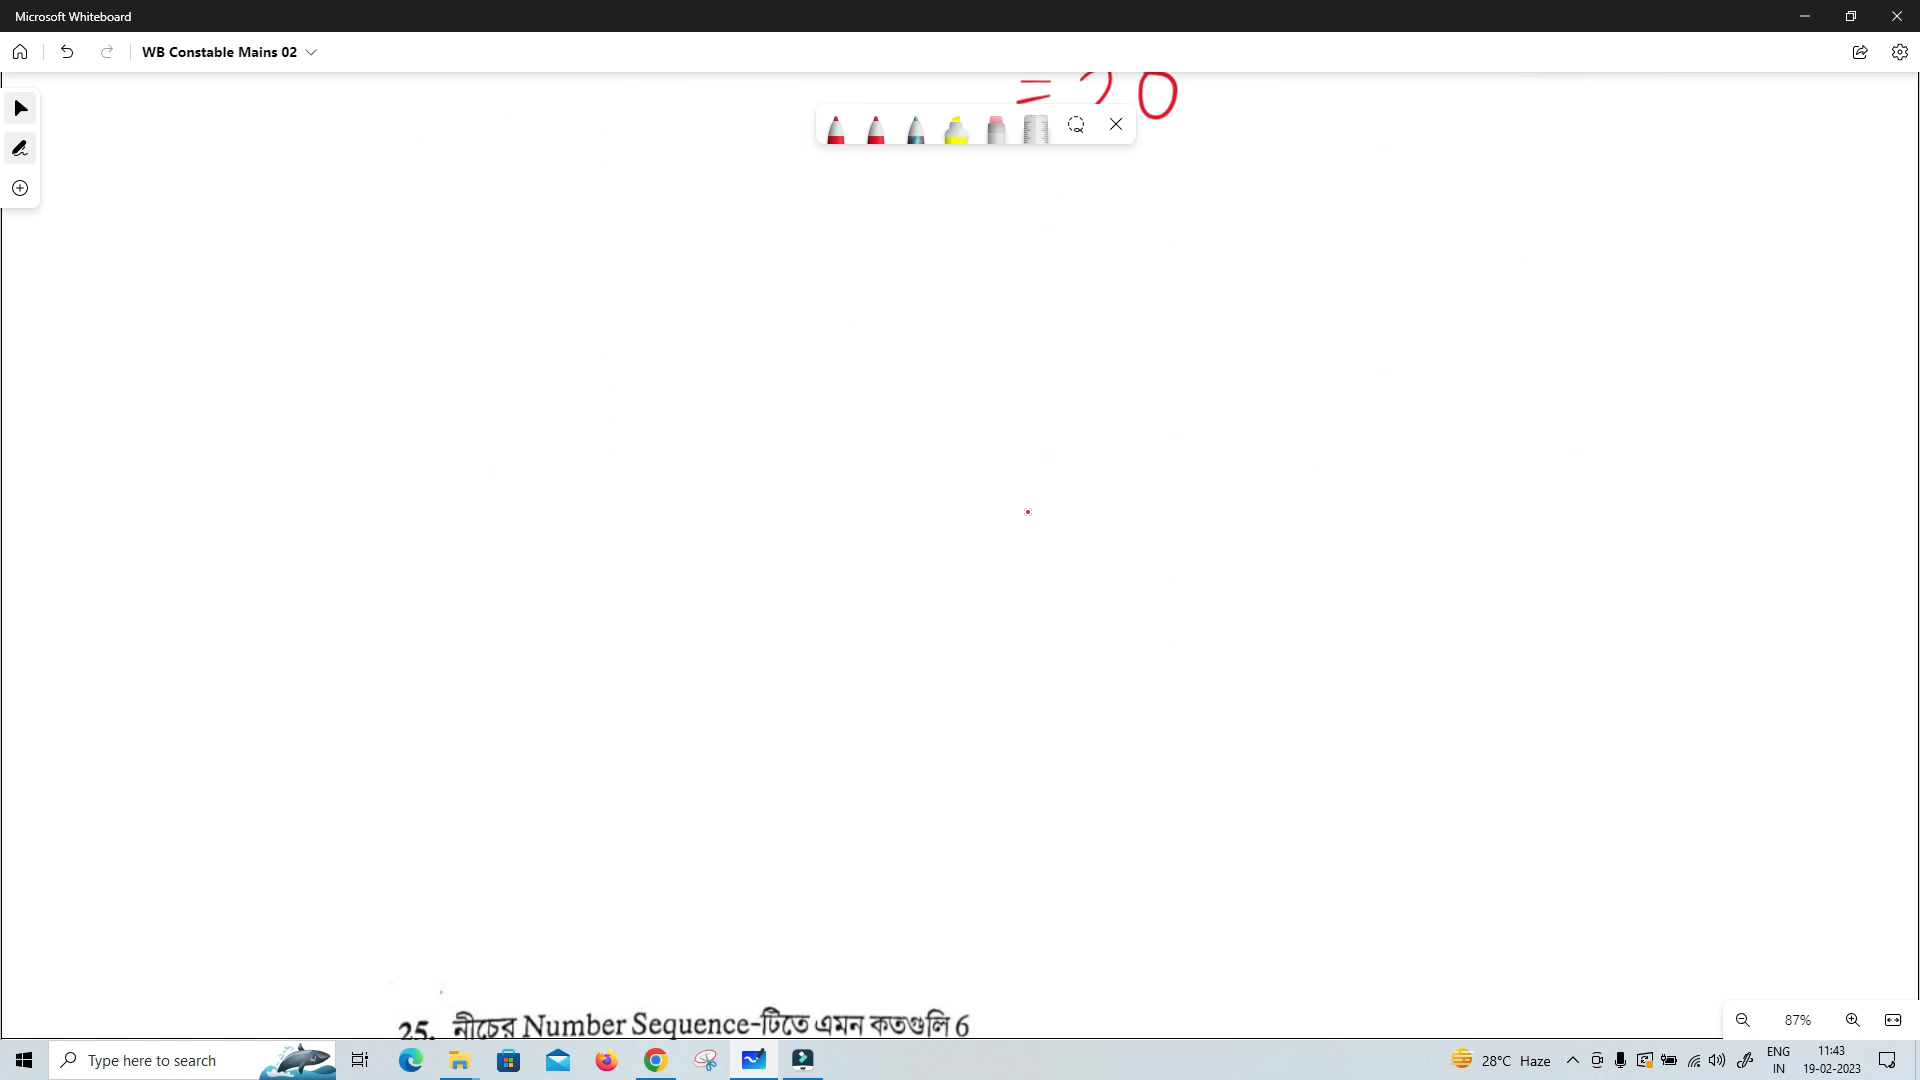 Microsoft Whiteboard
WB Constable Mains 02
= 20
25. নীচের Number Sequence-টিতে এমন কতগুলি 6
87%
Type here to search
28°C Haze
ENG
IN
11:43
19-02-2023